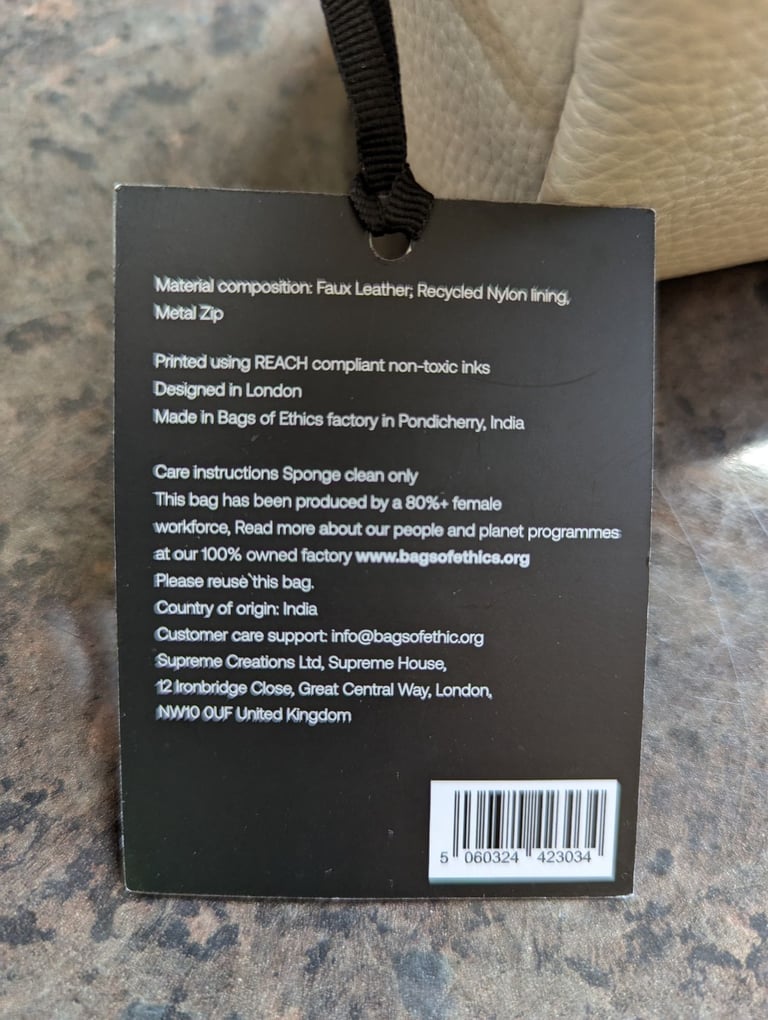 Material composition: Faux Leather; Recycled Nylon lining,
Metal Zip
Printed using REACH compliant non-toxic inks
Designed in London
Made in Bags of Ethics factory in Pondicherry, India
Care instructions Sponge clean only
This bag has been produced by a 80%+ female
workforce, Read more about our people and planet programmes
at our 100% owned factory www.bagsofethics.org
Please reuse this bag.
Country of origin: India
Customer care support: info@bagsofethic.org
Supreme Creations Ltd, Supreme House,
12 Ironbridge Close, Great Central Way, London,
NW10 0UF United Kingdom
5 060324 423034